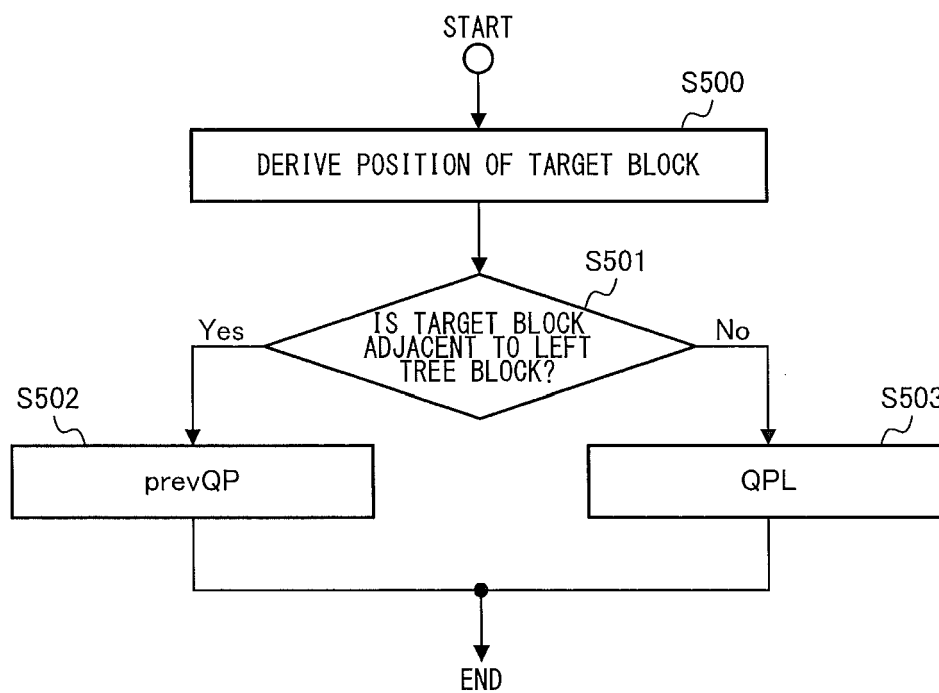 START
S500
DERIVE POSITION OF TARGET BLOCK
S501
IS TARGET BLOCK
ADJACENT TO LEFT
TREE BLOCK?
Yes
No
S502
S503
prevQP
QPL
END